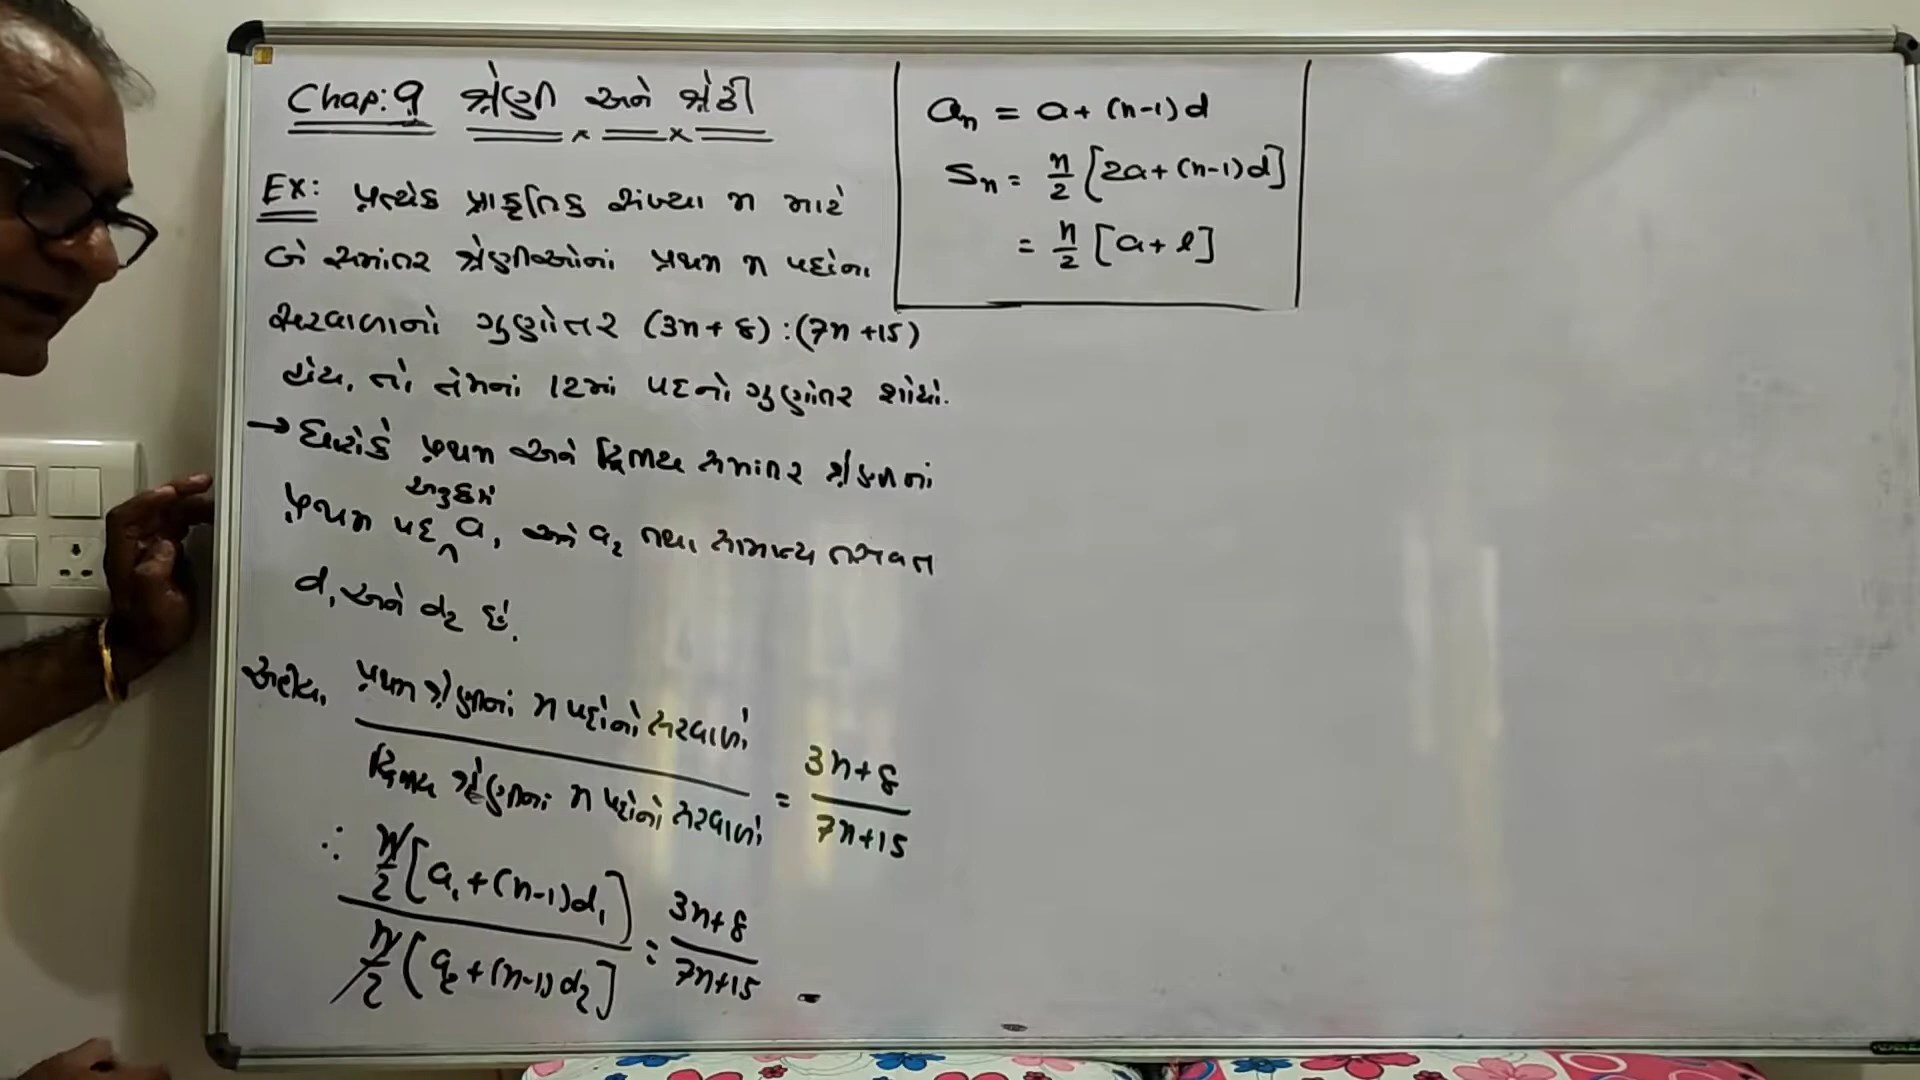 Chap: 9 શ્રેણી અને શ્રેઢી
Ex: પ્રત્યેક પ્રાકૃતિક સંખ્યા n માટે
બે સમાંતર શ્રેણીઓનાં પ્રથમ n પદોના
સરવાળાનો ગુણોત્તર (3n+8):(7n+15)
હોય, તો તેમનાં 12માં પદનો ગુણોત્તર શોધો.
→ ધારોકે પ્રથમ અને દ્વિતીય સમાંતર શ્રેણીનાં
અનુક્રમે
પ્રથમ પદ ^ a₁ અને a₂ તથા સામાન્ય તફાવત
d₁ અને d₂ છે.
અહીંયા, પ્રથમ શ્રેણીનાં n પદોનો સરવાળો
દ્વિતીય શ્રેણીનાં n પદોનો સરવાળો = 3n+8 / 7n+15
∴ n/2 [a₁+(n-1)d₁] / n/2 [a₂+(n-1)d₂] = 3n+8 / 7n+15 -
aₙ = a+(n-1)d
Sₙ = n/2 [2a+(n-1)d]
= n/2 [a+l]